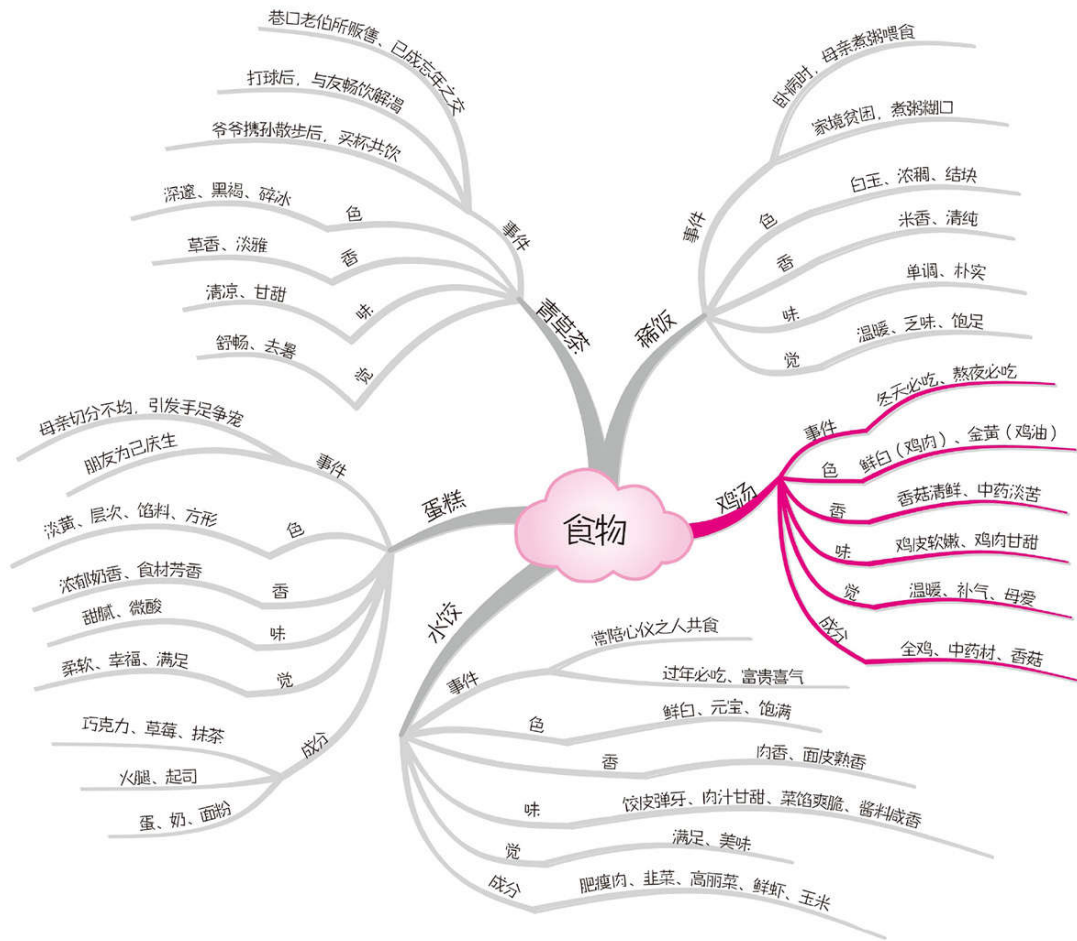 食物
青草茶
事件
巷口老伯所贩售、已成忘年之交
打球后，与友畅饮解渴
爷爷携孙散步后，买杯共饮
色
深邃、黑褐、碎冰
香
草香、淡雅
味
清凉、甘甜
觉
舒畅、去暑
稀饭
事件
卧病时，母亲煮粥喂食
家境贫困，煮粥糊口
色
白玉、浓稠、结块
香
米香、清纯
味
单调、朴实
觉
温暖、乏味、饱足
鸡汤
事件
冬天必吃、熬夜必吃
色
鲜白（鸡肉）、金黄（鸡油）
香
香菇清鲜、中药淡苦
味
鸡皮软嫩、鸡肉甘甜
觉
温暖、补气、母爱
成分
全鸡、中药材、香菇
蛋糕
事件
母亲切分不均，引发手足争宠
朋友为己庆生
色
淡黄、层次、馅料、方形
香
浓郁奶香、食材芳香
味
甜腻、微酸
觉
柔软、幸福、满足
成分
巧克力、草莓、抹茶
火腿、起司
蛋、奶、面粉
水饺
事件
常陪心仪之人共食
过年必吃、富贵喜气
色
鲜白、元宝、饱满
香
肉香、面皮熟香
味
饺皮弹牙、肉汁甘甜、菜馅爽脆、酱料咸香
觉
满足、美味
成分
肥瘦肉、韭菜、高丽菜、鲜虾、玉米